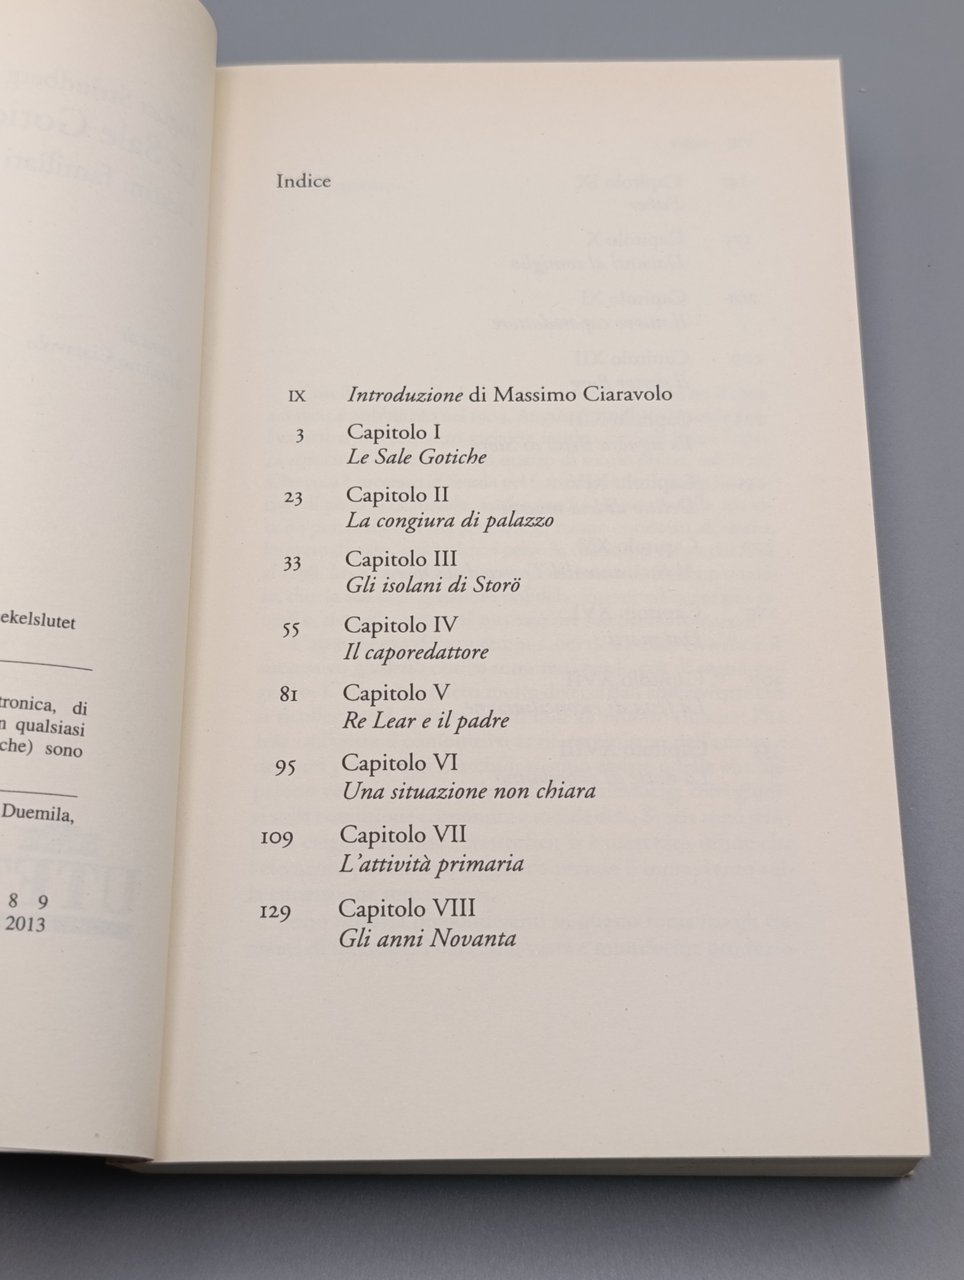 ekelslutet
tronica, di
n qualsiasi
che) sono
Duemila,
8 9
2013
Indice
IX Introduzione di Massimo Ciaravolo
3 Capitolo I
Le Sale Gotiche
23 Capitolo II
La congiura di palazzo
33 Capitolo III
Gli isolani di Storö
55 Capitolo IV
Il caporedattore
81 Capitolo V
Re Lear e il padre
95 Capitolo VI
Una situazione non chiara
109 Capitolo VII
L'attività primaria
129 Capitolo VIII
Gli anni Novanta